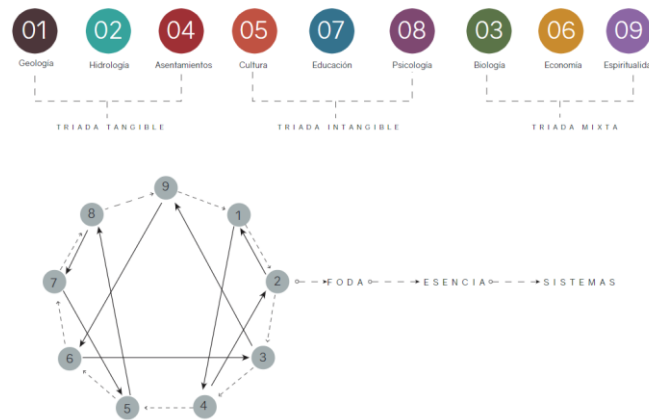 01 02 04 05 07 08 03 06 09
Geología Hidrología Asentamientos Cultura Educación Psicología Biología Economía Espiritualida
TRIADA TANGIBLE TRIADA INTANGIBLE TRIADA MIXTA
9
8 1
7 2 FODA ESENCIA SISTEMAS
6 3
5 4